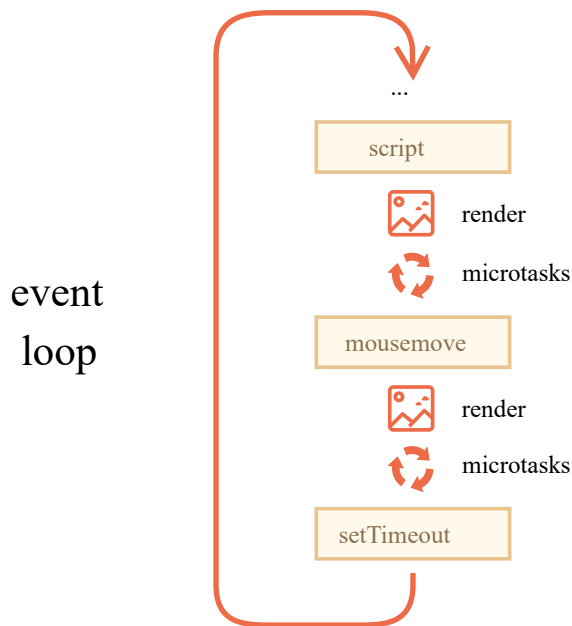 ...
script
render
microtasks
event
loop
mousemove
render
microtasks
setTimeout